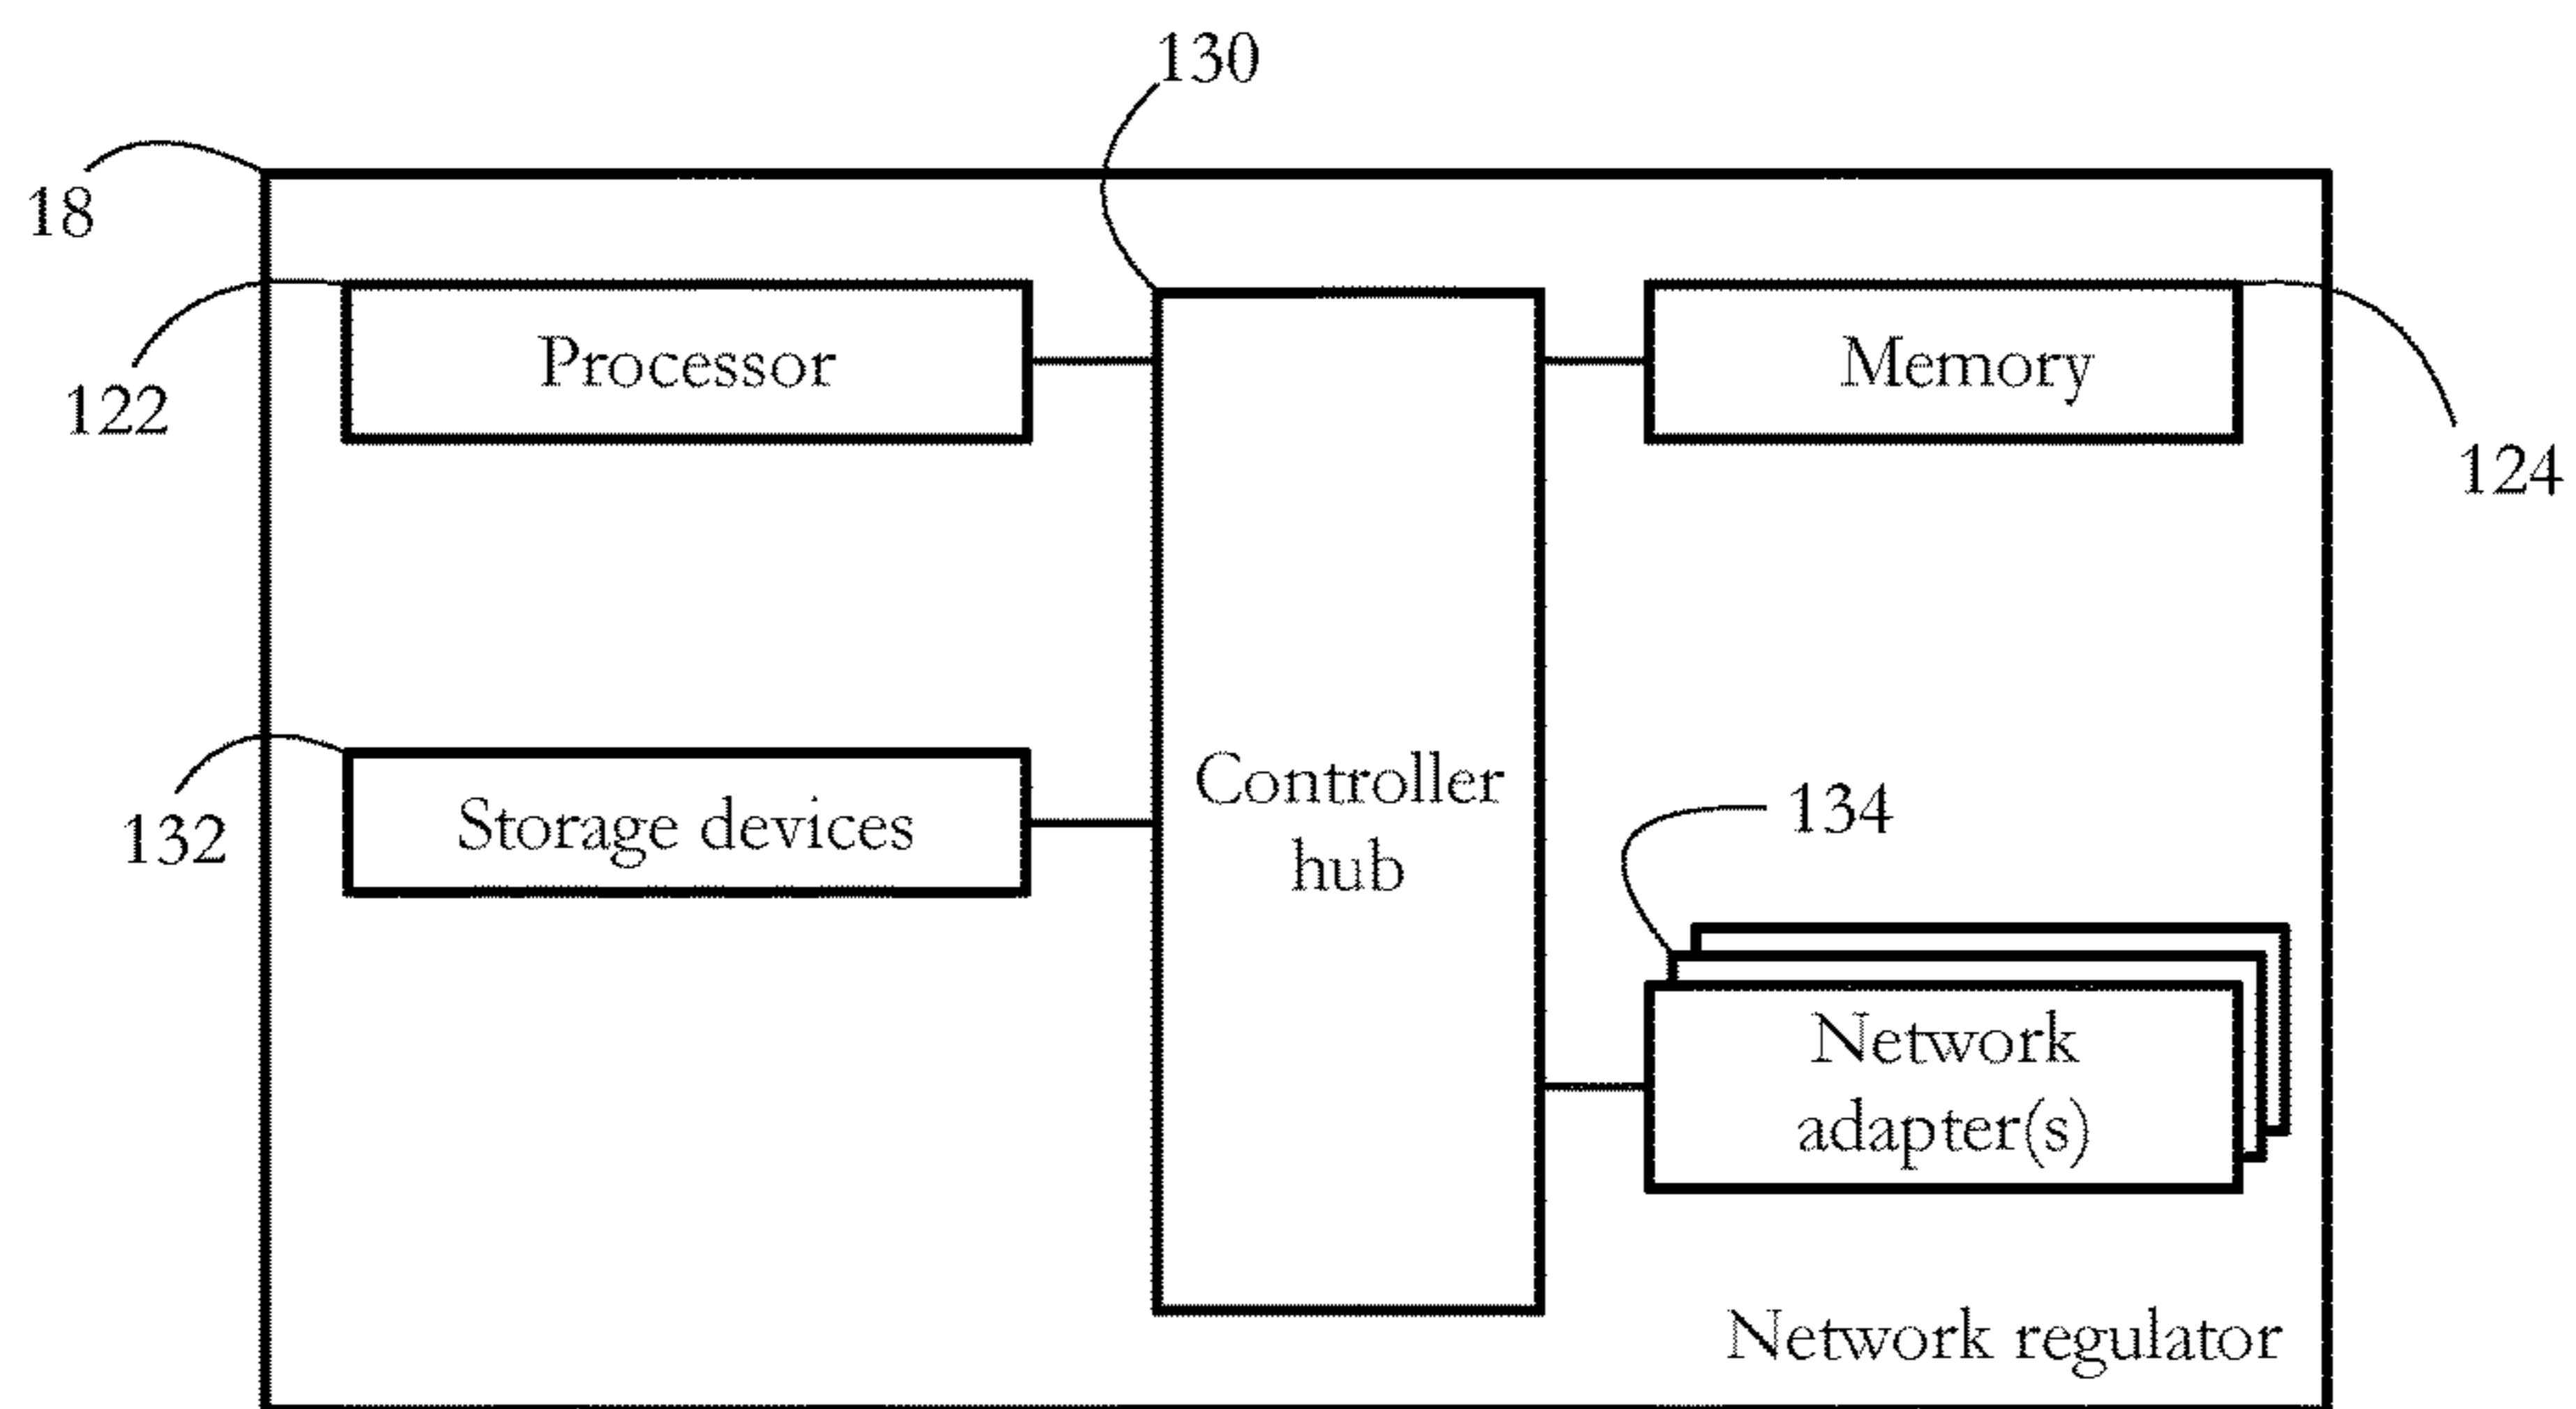 130
18
122
Processor
Memory
124
132
Storage devices
Controller
hub
134
Network
adapter(s)
Network regulator